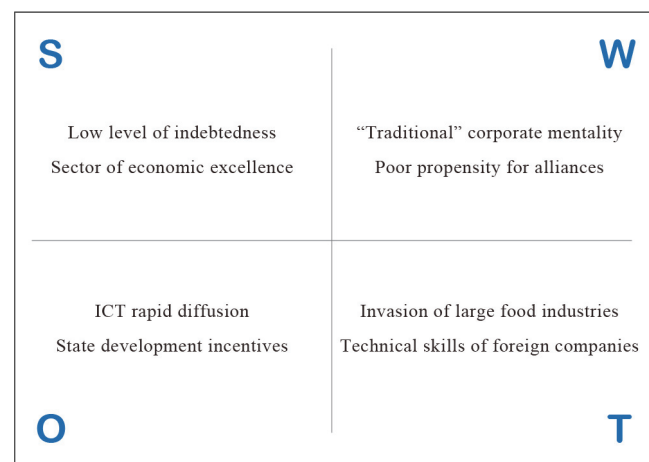 S
W
Low level of indebtedness
Sector of economic excellence
“Traditional” corporate mentality
Poor propensity for alliances
ICT rapid diffusion
State development incentives
Invasion of large food industries
Technical skills of foreign companies
O
T